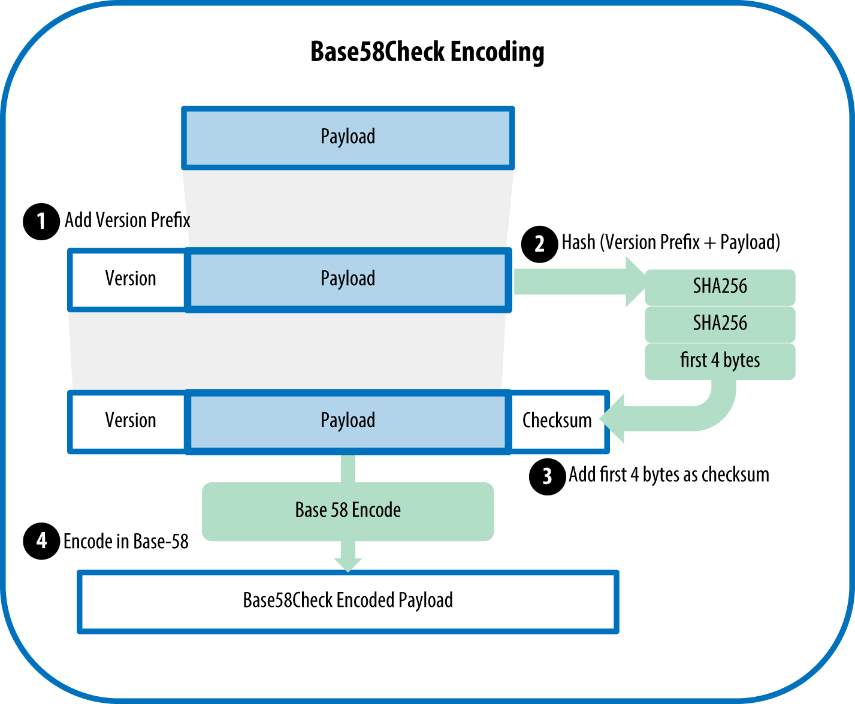 Base58Check Encoding
Payload
1 Add Version Prefix
2 Hash (Version Prefix + Payload)
Version Payload
SHA256
SHA256
first 4 bytes
Version Payload Checksum
3 Add first 4 bytes as checksum
Base 58 Encode
4 Encode in Base-58
Base58Check Encoded Payload